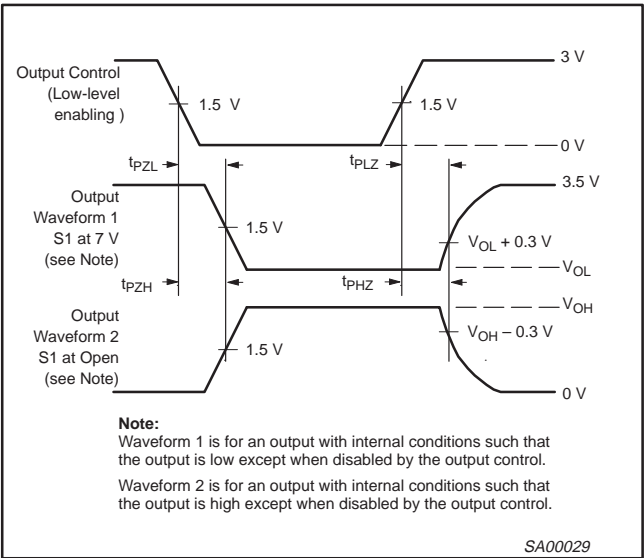 Output Control
(Low-level
enabling )
1.5 V
1.5 V
3 V
0 V
tPZL
tPLZ
Output
Waveform 1
S1 at 7 V
(see Note)
1.5 V
3.5 V
VOL + 0.3 V
VOL
tPZH
tPHZ
VOH
Output
Waveform 2
S1 at Open
(see Note)
1.5 V
VOH – 0.3 V
0 V
Note:
Waveform 1 is for an output with internal conditions such that
the output is low except when disabled by the output control.
Waveform 2 is for an output with internal conditions such that
the output is high except when disabled by the output control.
SA00029